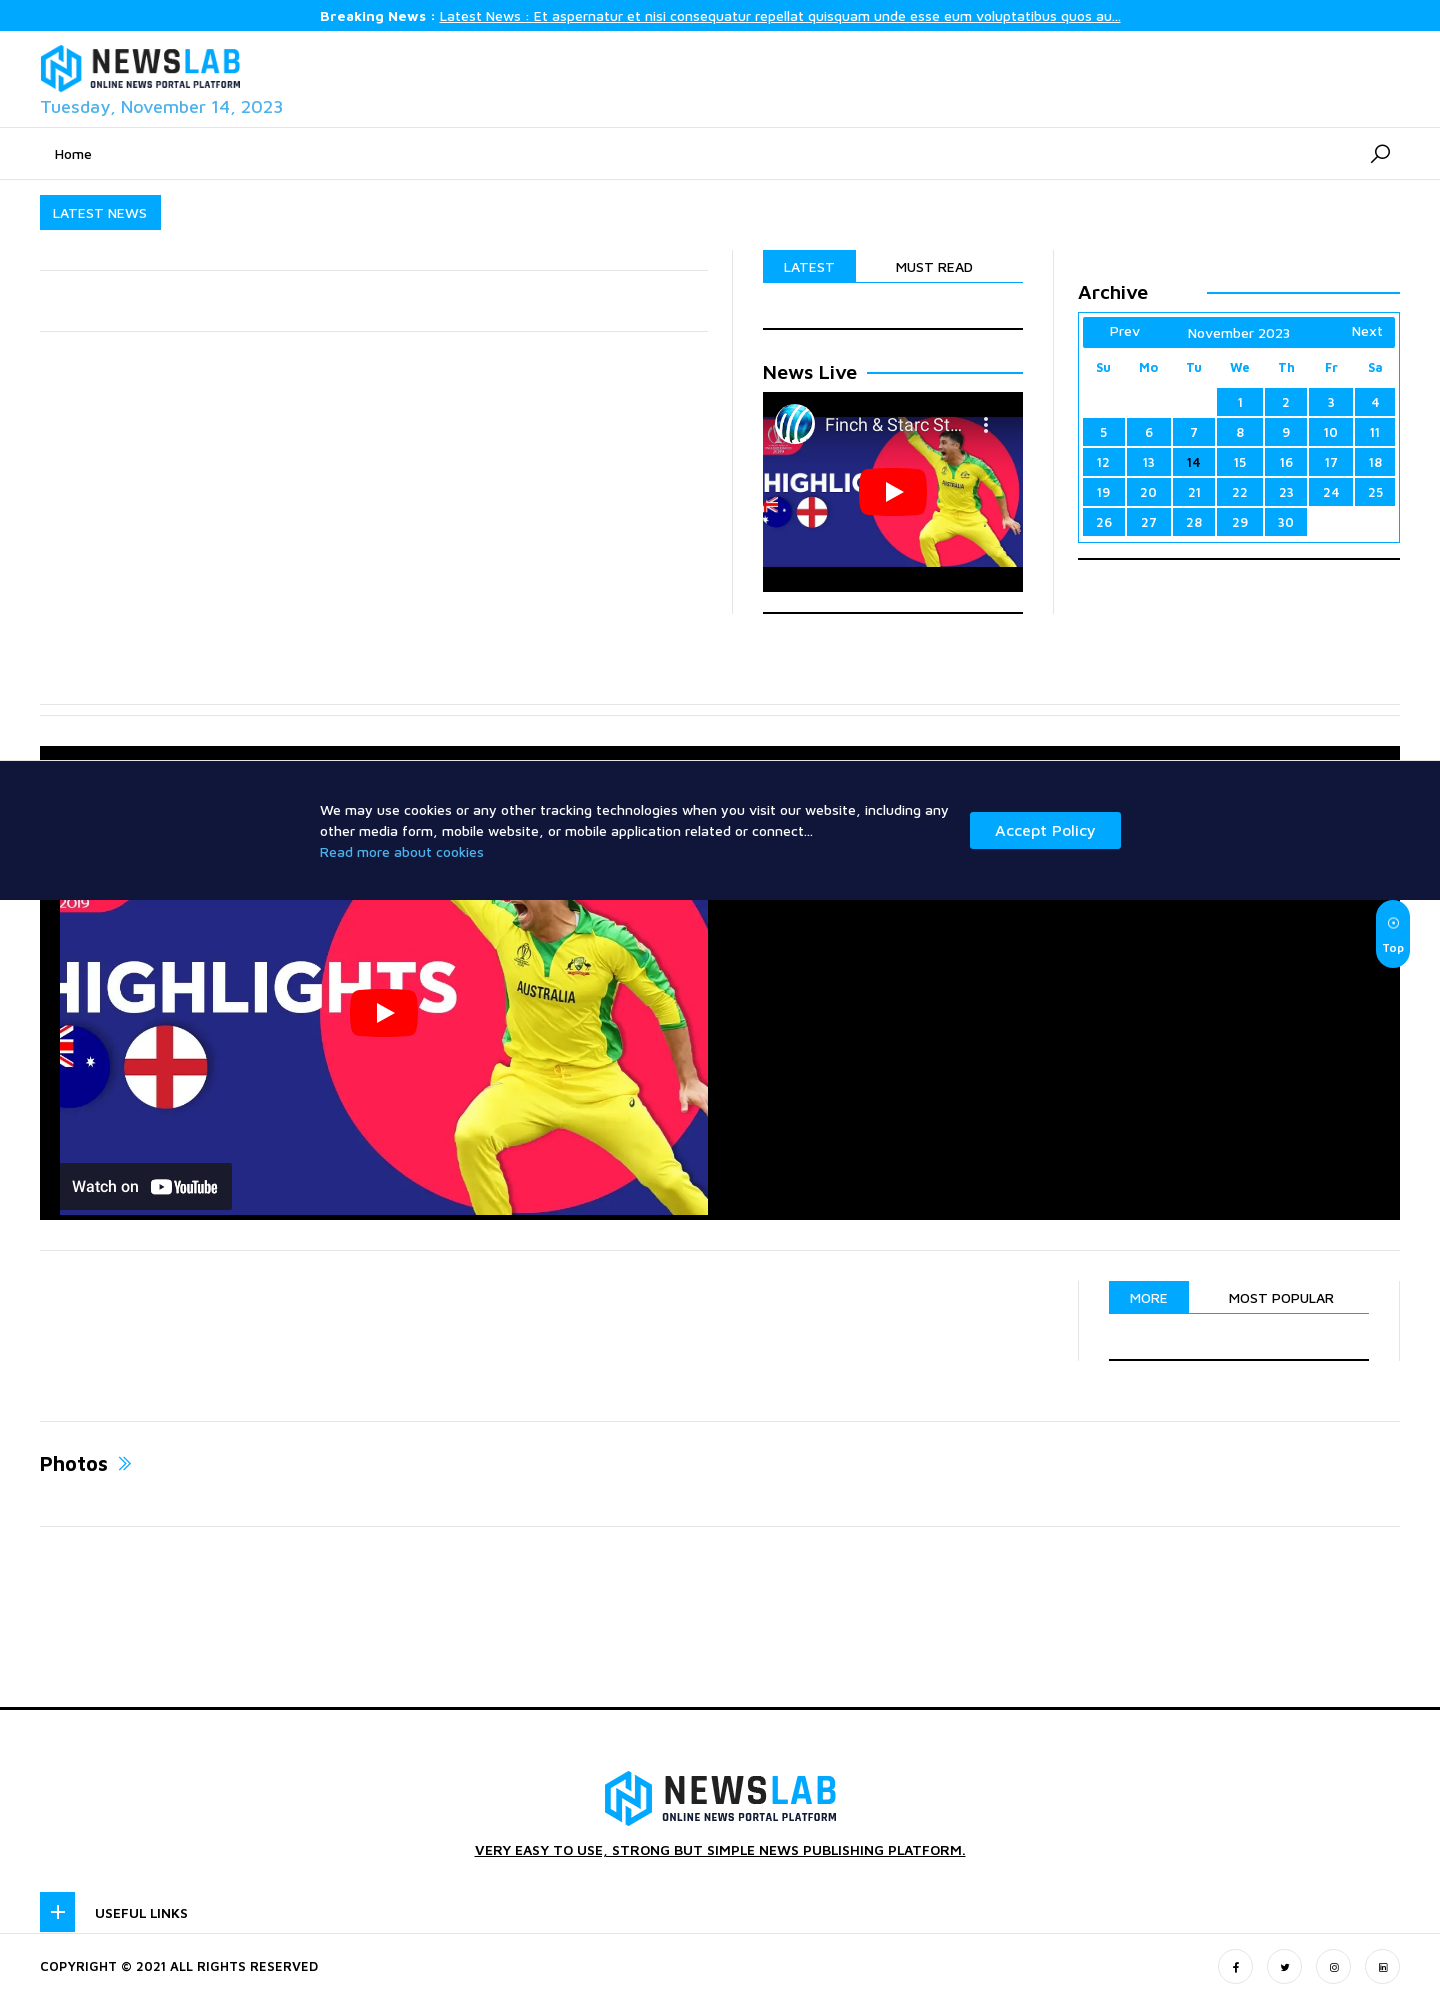 Breaking News : Latest News : Et aspernatur et nisi consequatur repellat quisquam unde esse eum voluptatibus quos au...
NEWSLAB
ONLINE NEWS PORTAL PLATFORM
Tuesday, November 14, 2023
Home
LATEST NEWS
LATEST MUST READ
News Live
Finch & Starc St...
2019
HIGHLIG
AUSTRALIA
Archive
Prev November 2023 Next
Su Mo Tu We Th Fr Sa
1 2 3 4
5 6 7 8 9 10 11
12 13 14 15 16 17 18
19 20 21 22 23 24 25
26 27 28 29 30
We may use cookies or any other tracking technologies when you visit our website, including any
other media form, mobile website, or mobile application related or connect...
Read more about cookies
Accept Policy
2019
HIGHLIGHTS
AUSTRALIA
Watch on YouTube
Top
MORE MOST POPULAR
Photos
NEWSLAB
ONLINE NEWS PORTAL PLATFORM
VERY EASY TO USE, STRONG BUT SIMPLE NEWS PUBLISHING PLATFORM.
USEFUL LINKS
COPYRIGHT © 2021 ALL RIGHTS RESERVED